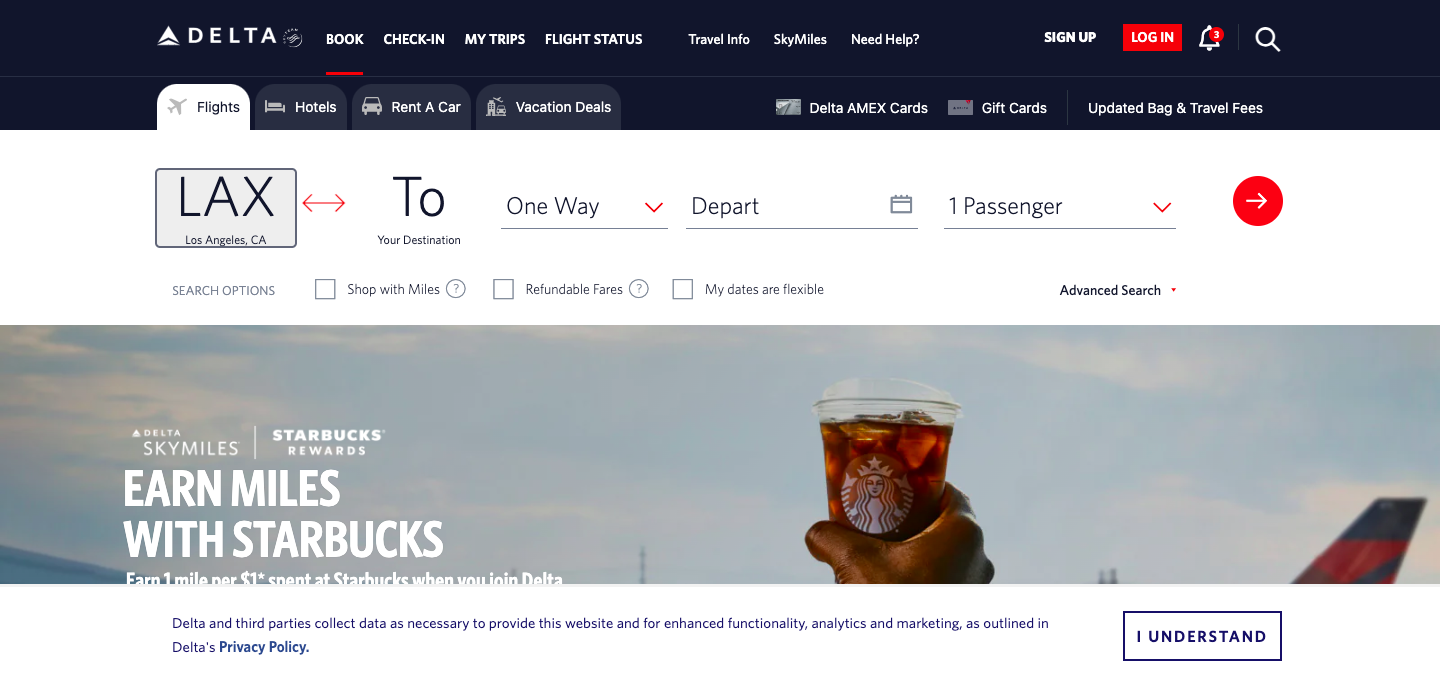 DELTA
BOOK
CHECK-IN
MY TRIPS
FLIGHT STATUS
Travel Info
SkyMiles
Need Help?
SIGN UP
LOG IN
3
Flights
Hotels
Rent A Car
Vacation Deals
Delta AMEX Cards
Gift Cards
Updated Bag & Travel Fees
LAX
Los Angeles, CA
To
Your Destination
One Way
Depart
1 Passenger
SEARCH OPTIONS
Shop with Miles ?
Refundable Fares ?
My dates are flexible
Advanced Search
DELTA
SKYMILES
STARBUCKS®
REWARDS
EARN MILES
WITH STARBUCKS
Earn 1 mile per $1* spent at Starbucks when you join Delta
Delta and third parties collect data as necessary to provide this website and for enhanced functionality, analytics and marketing, as outlined in
Delta's Privacy Policy.
I UNDERSTAND